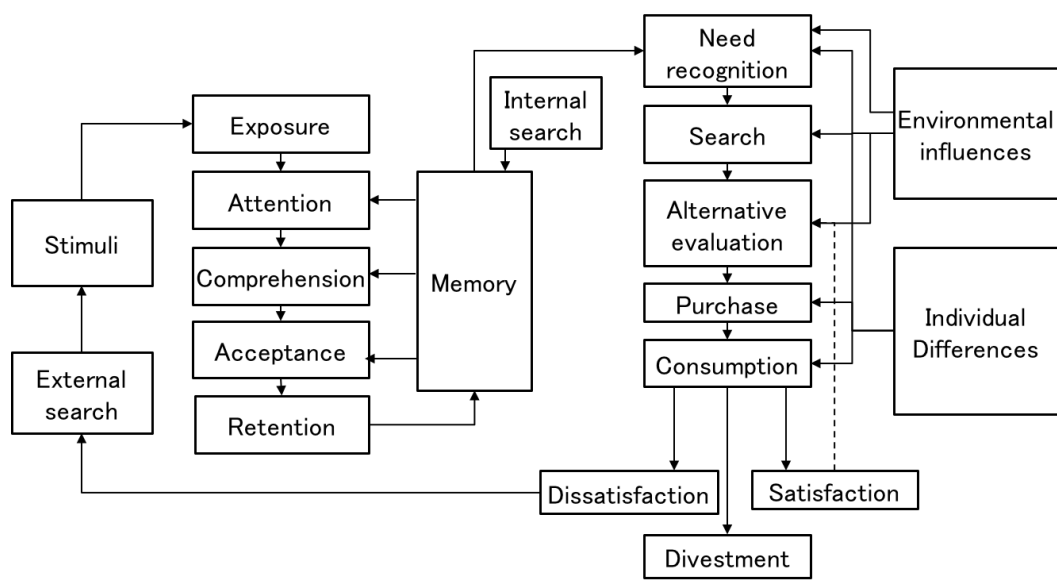 Need
recognition
Internal
search
Exposure
Search
Environmental
influences
Attention
Alternative
evaluation
Stimuli
Comprehension
Memory
Purchase
Individual
Differences
Acceptance
Consumption
External
search
Retention
Dissatisfaction
Satisfaction
Divestment